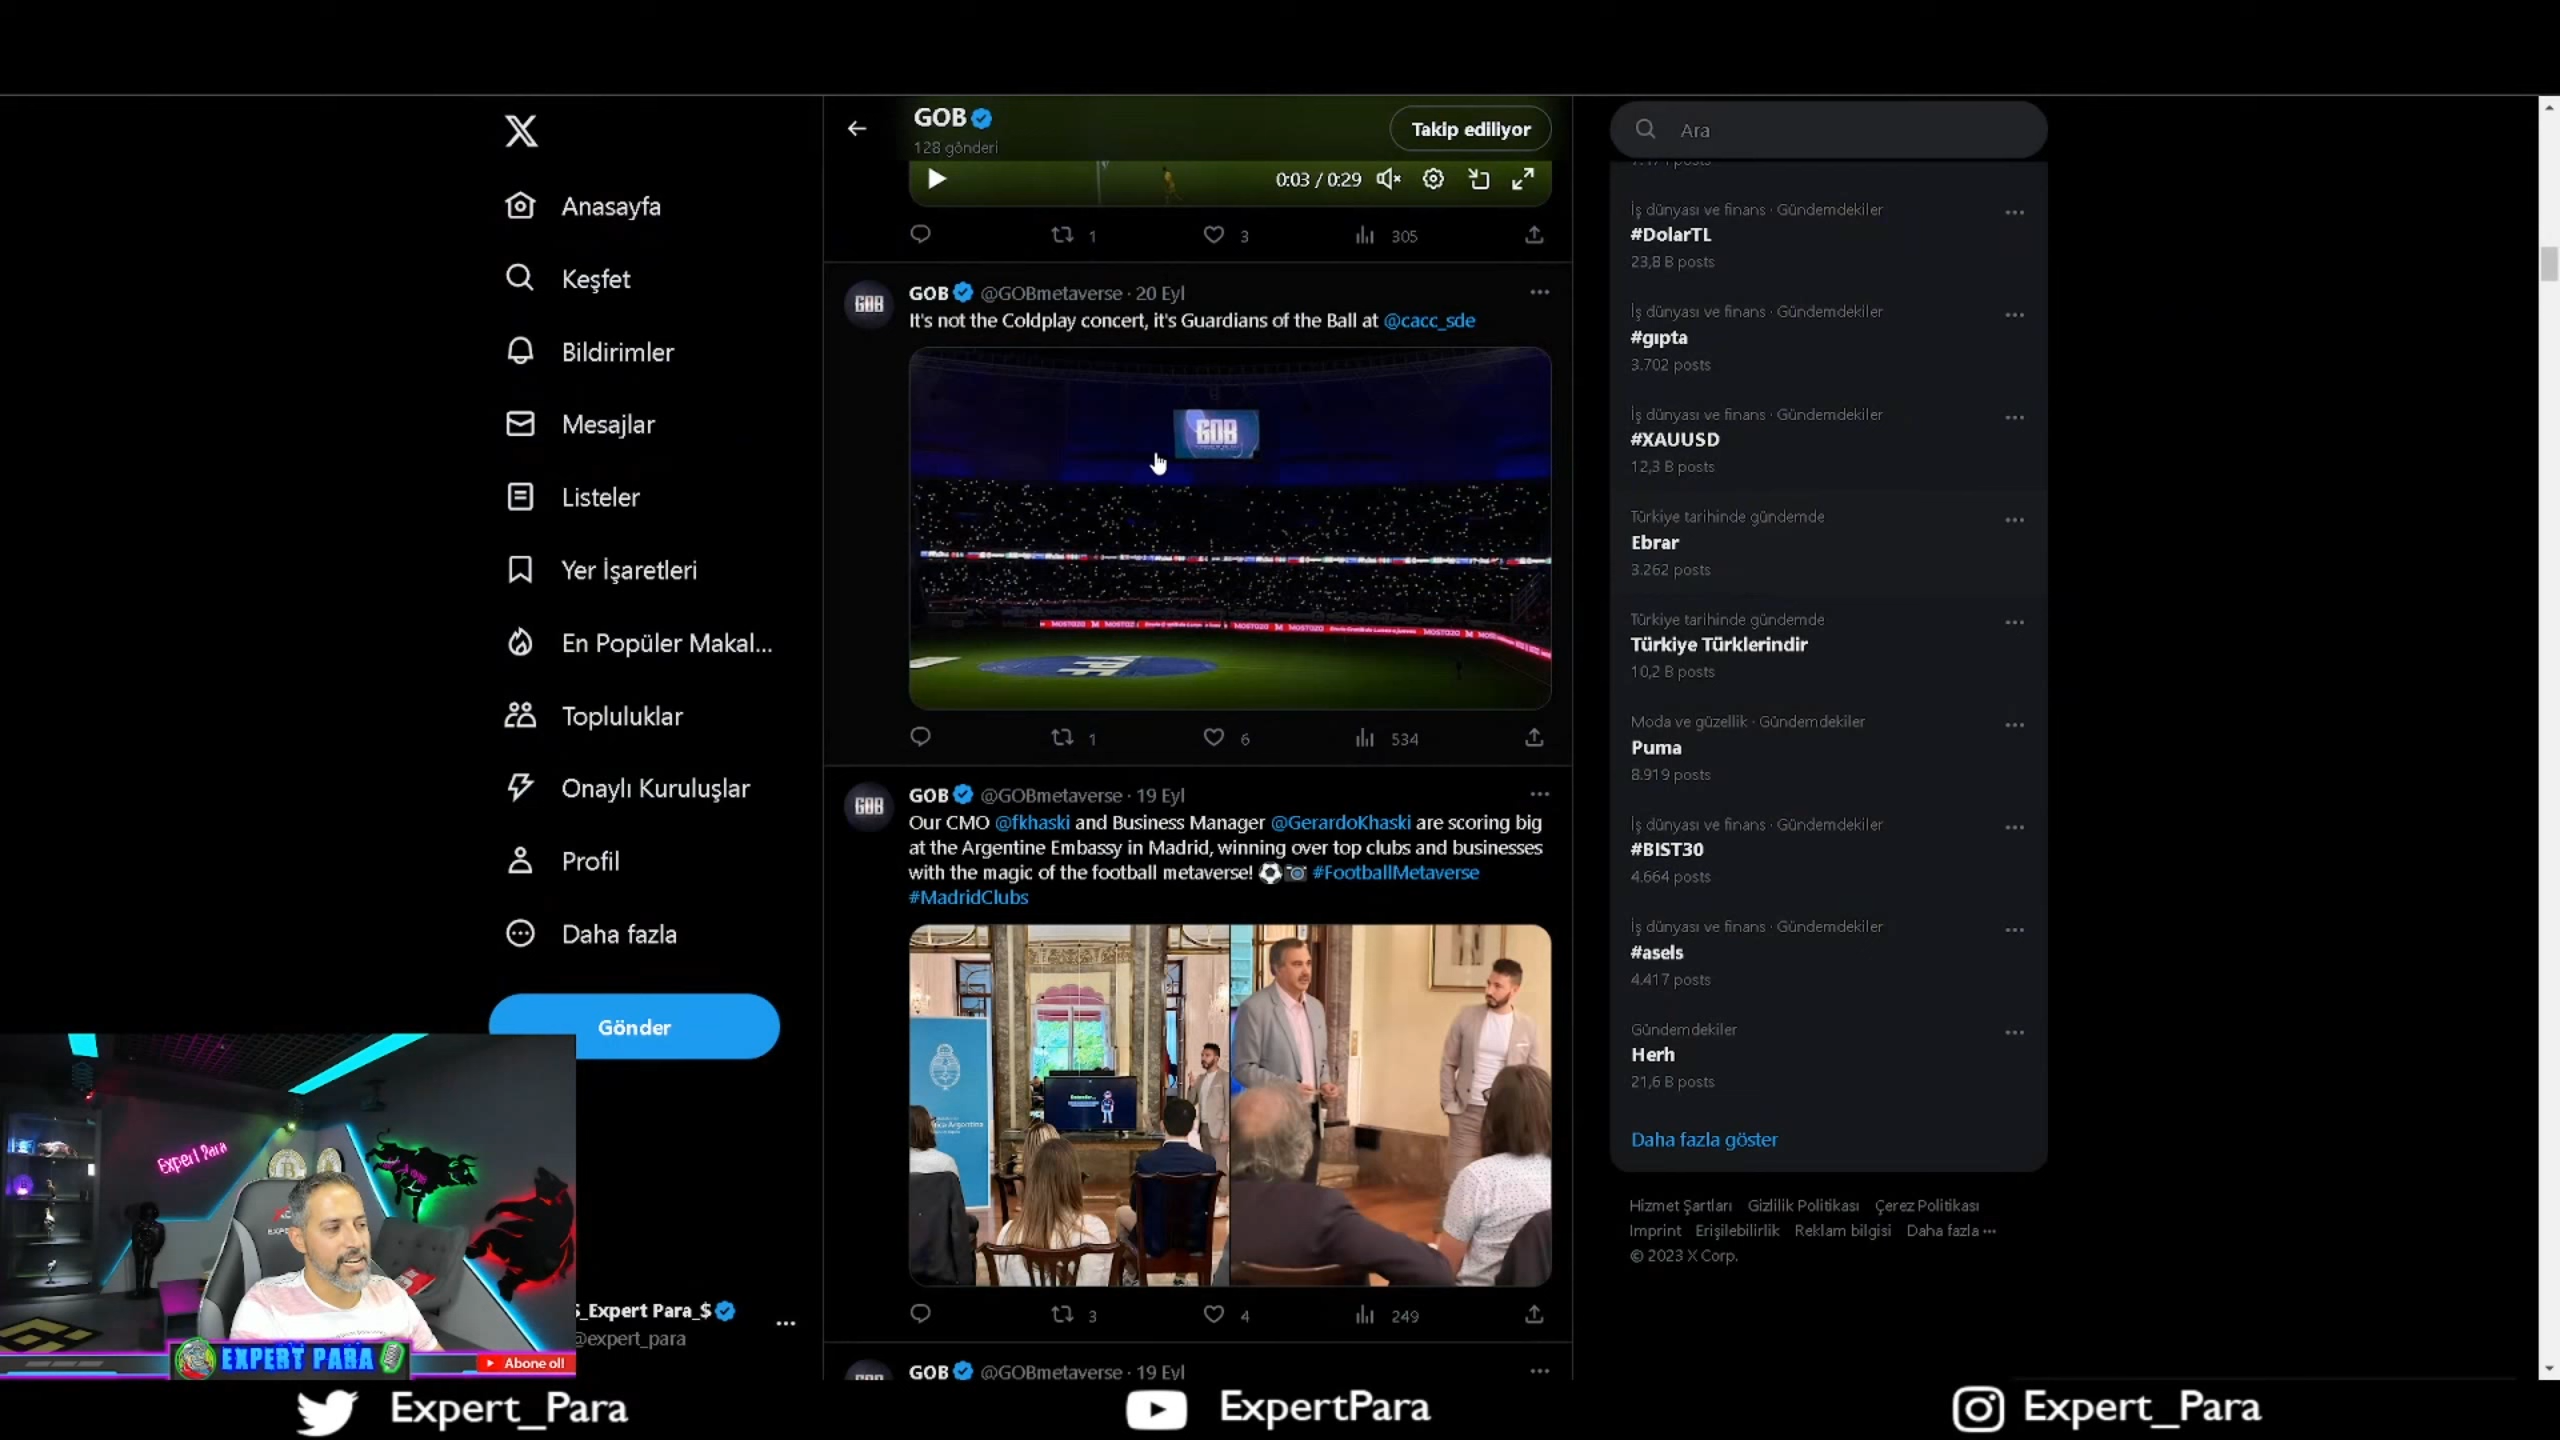 GOB
128 gönderi
Takip ediliyor
Ara
Anasayfa
Keşfet
Bildirimler
Mesajlar
Listeler
Yer İşaretleri
En Popüler Makal...
Topluluklar
Onaylı Kuruluşlar
Profil
Daha fazla
Gönder
0:03 / 0:29
1
3
305
GOB @GOBmetaverse · 20 Eyl
It's not the Coldplay concert, it's Guardians of the Ball at @cacc_sde
GOB
MOSTAZA
YPF
1
6
534
GOB @GOBmetaverse · 19 Eyl
Our CMO @fkhaski and Business Manager @GerardoKhaski are scoring big
at the Argentine Embassy in Madrid, winning over top clubs and businesses
with the magic of the football metaverse! ⚽📷 #FootballMetaverse
#MadridClubs
3
4
249
GOB @GOBmetaverse · 19 Eyl
İş dünyası ve finans · Gündemdekiler
#DolarTL
23,8 B posts
İş dünyası ve finans · Gündemdekiler
#gıpta
3.702 posts
İş dünyası ve finans · Gündemdekiler
#XAUUSD
12,3 B posts
Türkiye tarihinde gündemde
Ebrar
3.262 posts
Türkiye tarihinde gündemde
Türkiye Türklerindir
10,2 B posts
Moda ve güzellik · Gündemdekiler
Puma
8.919 posts
İş dünyası ve finans · Gündemdekiler
#BIST30
4.664 posts
İş dünyası ve finans · Gündemdekiler
#asels
4.417 posts
Gündemdekiler
Herh
21,6 B posts
Daha fazla göster
Hizmet Şartları Gizlilik Politikası Çerez Politikası
Imprint Erişilebilirlik Reklam bilgisi Daha fazla ···
© 2023 X Corp.
Expert Para
_Expert Para_$
@expert_para
EXPERT PARA
Abone oll
Expert_Para
ExpertPara
Expert_Para